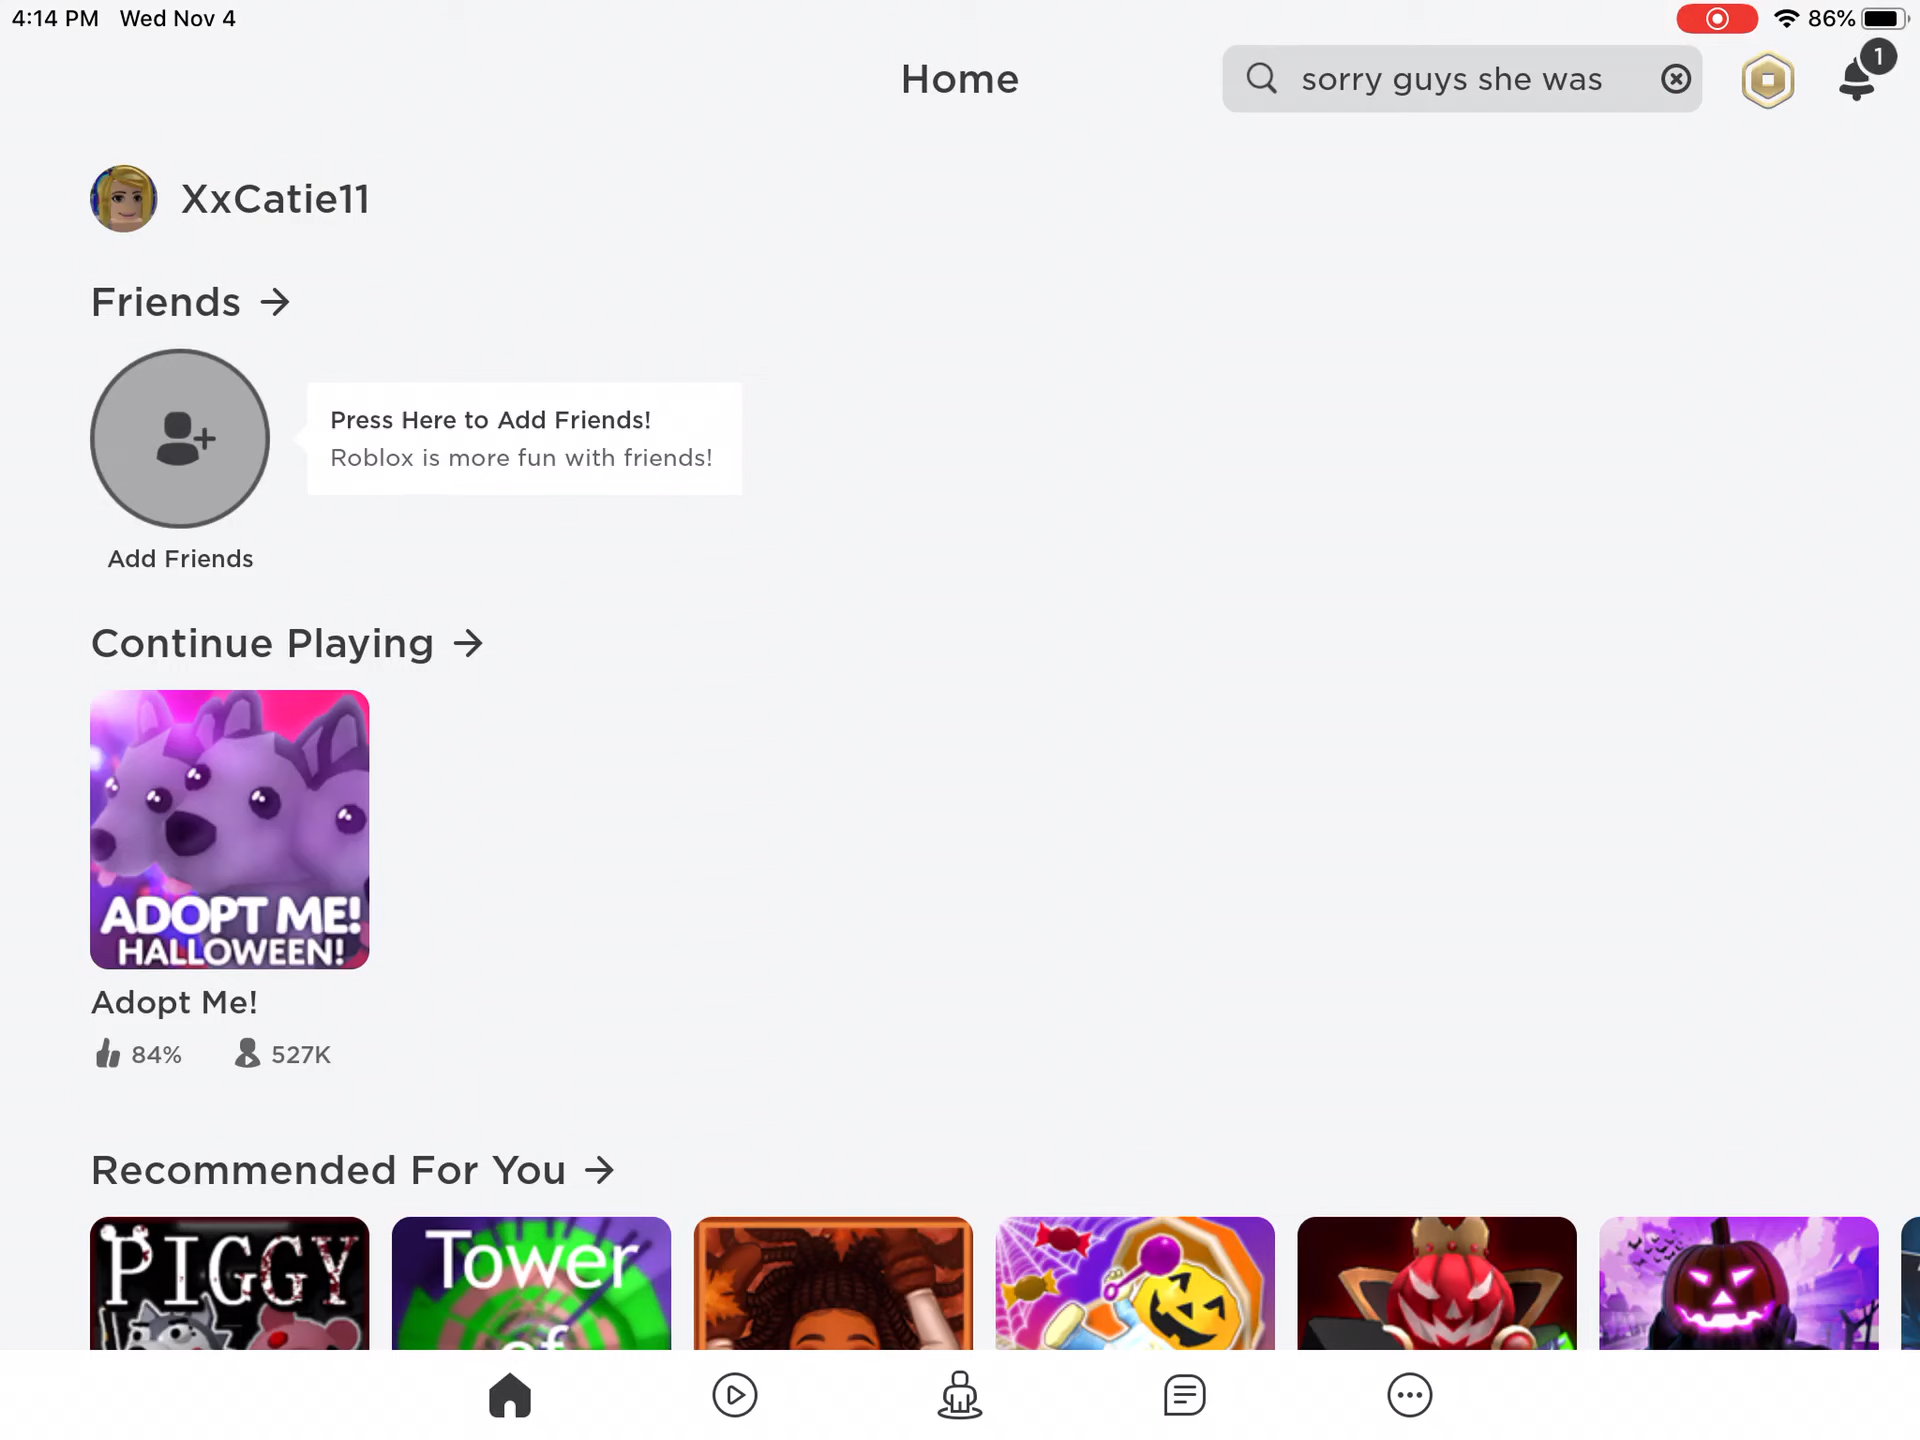 4:14 PM Wed Nov 4
86%
Home
sorry guys she was
1
XxCatie11
Friends →
Press Here to Add Friends!
Roblox is more fun with friends!
Add Friends
Continue Playing →
ADOPT ME!
HALLOWEEN!
Adopt Me!
84% 527K
Recommended For You →
PIGGY
Tower
of